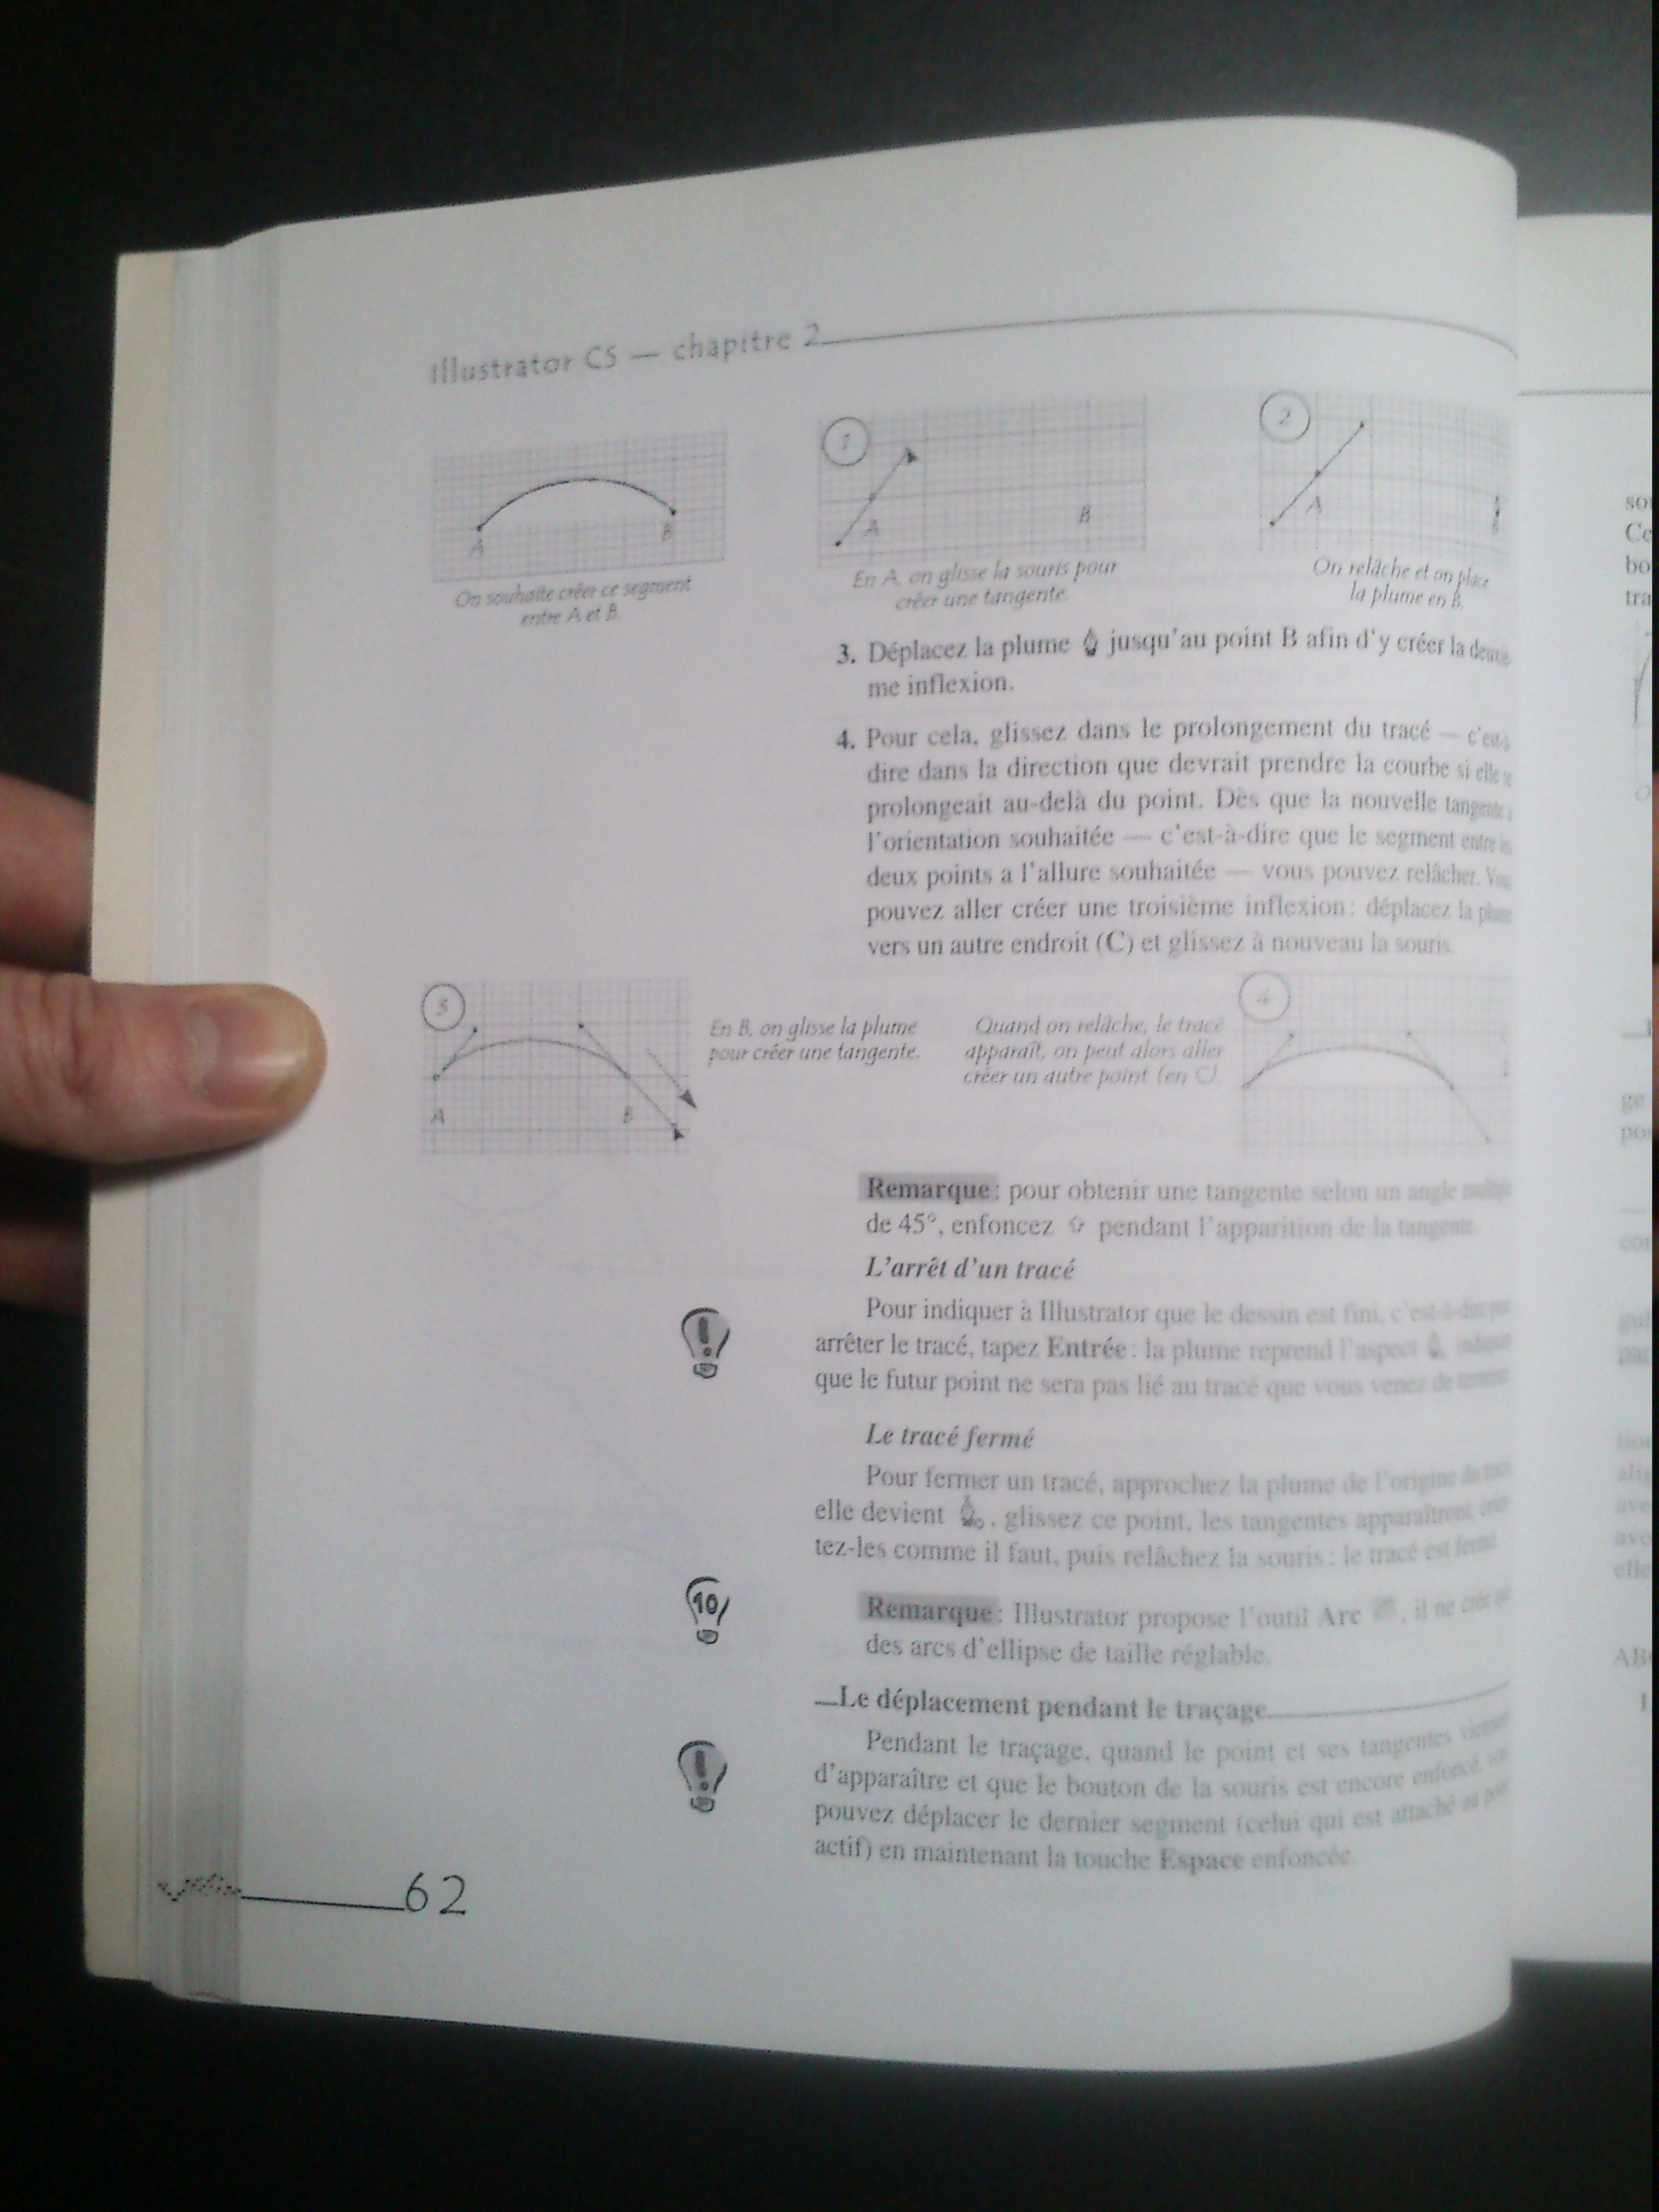 Illustrator CS — chapitre 2
1
2
A
B
A
B
A
On souhaite créer ce segment
entre A et B.
En A, on glisse la souris pour
créer une tangente.
On relâche et on place
la plume en B.
3. Déplacez la plume jusqu'au point B afin d'y créer la
me inflexion.
4. Pour cela, glissez dans le prolongement du tracé — c'est-à-
dire dans la direction que devrait prendre la courbe si elle se
prolongeait au-delà du point. Dès que la nouvelle tangente a
l'orientation souhaitée — c'est-à-dire que le segment entre les
deux points a l'allure souhaitée — vous pouvez relâcher. Vous
pouvez aller créer une troisième inflexion : déplacez la plume
vers un autre endroit (C) et glissez à nouveau la souris.
3
4
En B, on glisse la plume
pour créer une tangente.
Quand on relâche, le tracé
apparaît, on peut alors aller
créer un autre point (en C)
A
B
Remarque : pour obtenir une tangente selon un angle multiple
de 45°, enfoncez pendant l'apparition de la tangente.
L'arrêt d'un tracé
Pour indiquer à Illustrator que le dessin est fini, c'est-à-dire pour
arrêter le tracé, tapez Entrée : la plume reprend l'aspect indique
que le futur point ne sera pas lié au tracé que vous venez de
Le tracé fermé
Pour fermer un tracé, approchez la plume de l'origine du
elle devient , glissez ce point, les tangentes apparaîtront,
tez-les comme il faut, puis relâchez la souris : le tracé est fermé.
10
Remarque : Illustrator propose l'outil Arc , il ne crée
des arcs d'ellipse de taille réglable.
—Le déplacement pendant le traçage
Pendant le traçage, quand le point et ses tangentes viennent
d'apparaître et que le bouton de la souris est encore enfoncé,
pouvez déplacer le dernier segment (celui qui est attaché au
actif) en maintenant la touche Espace enfoncée.
62